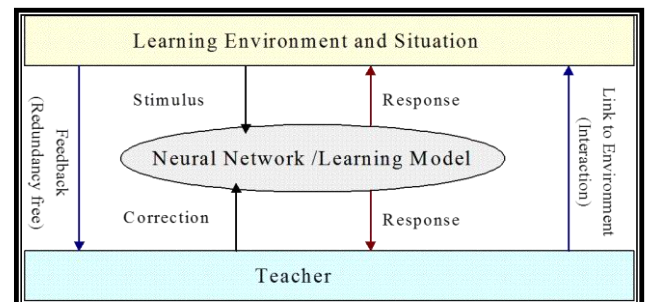 Learning Environment and Situation
Stimulus
Response
Feedback
(Redundancy free)
Link to Environment
(Interaction)
Neural Network /Learning Model
Correction
Response
Teacher